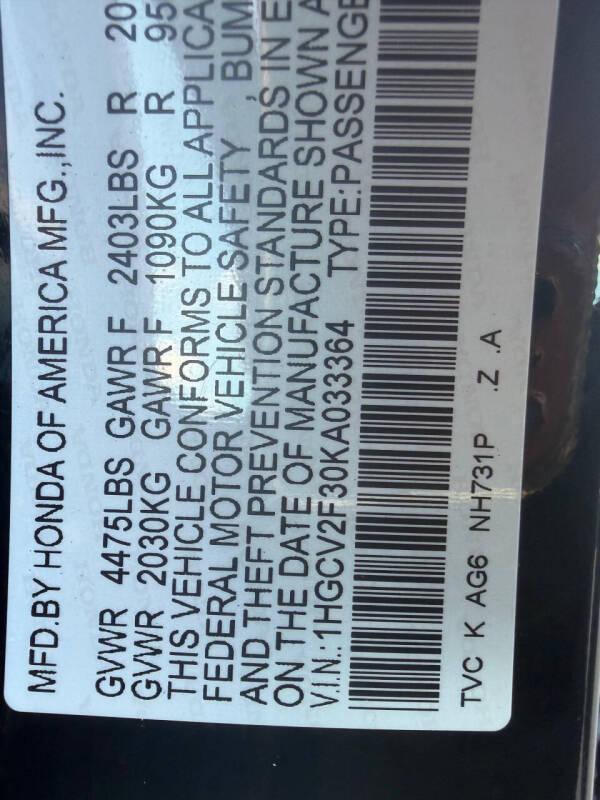 MFD.BY HONDA OF AMERICA MFG.,INC.
GVWR 4475LBS GAWR F 2403LBS R 20
GVWR 2030KG GAWR F 1090KG R 95
THIS VEHICLE CONFORMS TO ALL APPLICA
FEDERAL MOTOR VEHICLE SAFETY , BUM
AND THEFT PREVENTION STANDARDS IN E
ON THE DATE OF MANUFACTURE SHOWN A
V.I.N.:1HGCV2F30KA033364 TYPE:PASSENGE
TVC K AG6 NH731P .Z .A